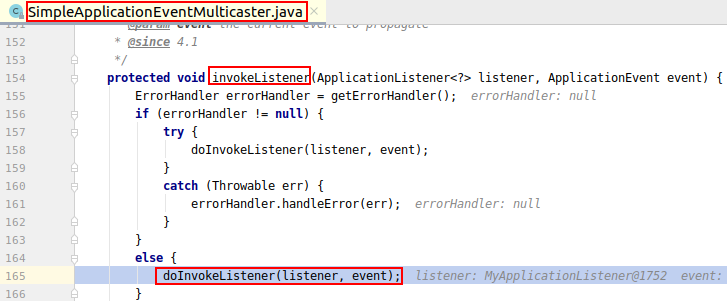 SimpleApplicationEventMulticaster.java
151 * @param event the current event to propagate
152 * @since 4.1
153 */
154 protected void invokeListener(ApplicationListener<?> listener, ApplicationEvent event) {
155 ErrorHandler errorHandler = getErrorHandler(); errorHandler: null
156 if (errorHandler != null) {
157 try {
158 doInvokeListener(listener, event);
159 }
160 catch (Throwable err) {
161 errorHandler.handleError(err); errorHandler: null
162 }
163 }
164 else {
165 doInvokeListener(listener, event); listener: MyApplicationListener@1752 event:
166 }